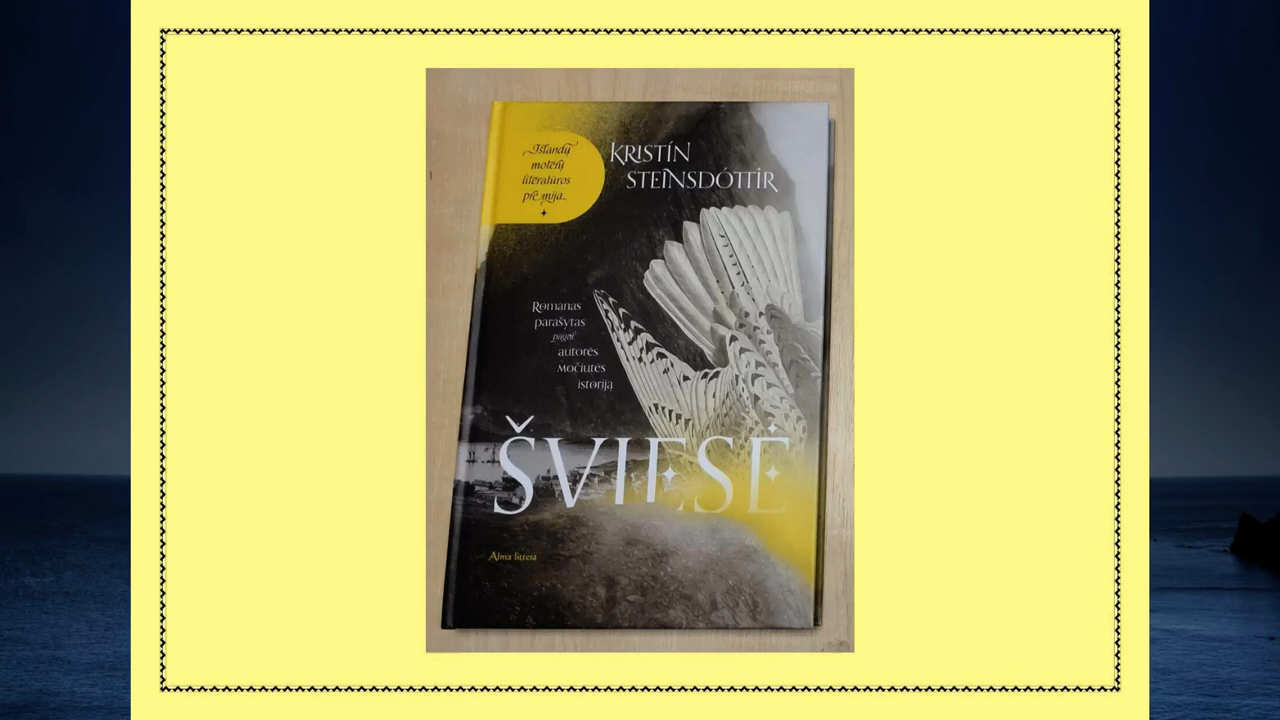 Islandų
moterų
literatūros
premija
KRISTÍN
STEINSDÓTTIR
Romanas
parašytas
pagal
autorės
močiutės
istoriją
ŠVIESĖ
Alma littera